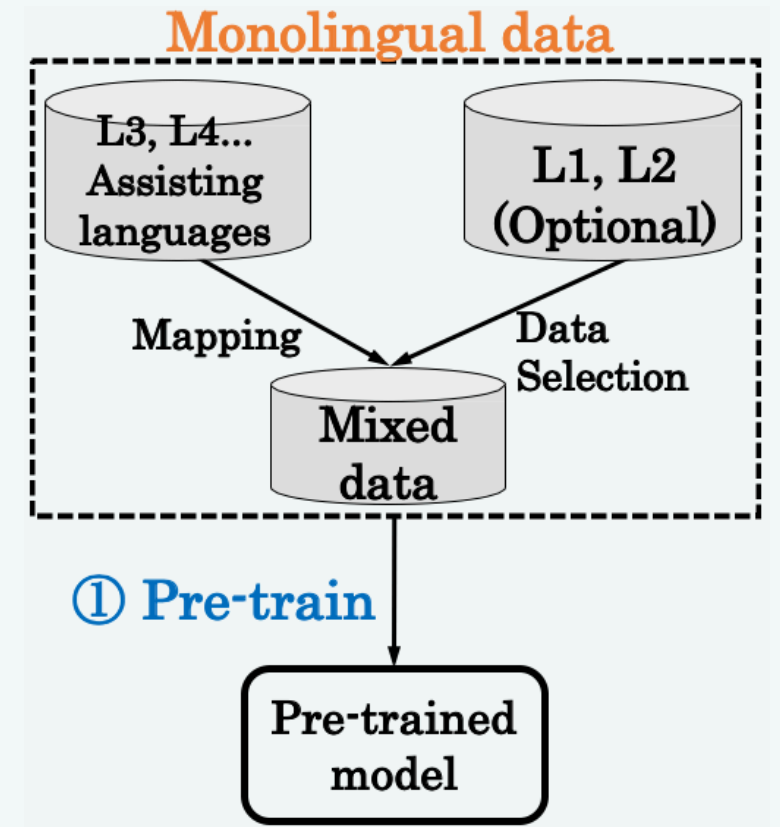 Monolingual data
L3, L4...
Assisting
languages
L1, L2
(Optional)
Mapping
Data
Selection
Mixed
data
① Pre-train
Pre-trained
model